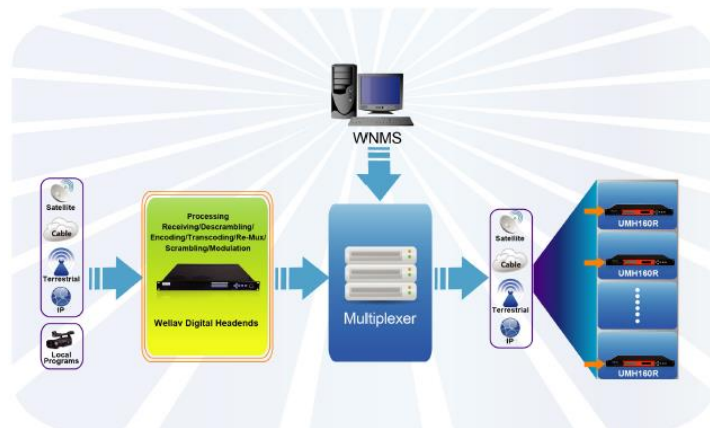 WNMS
Satellite
Cable
Terrestrial
IP
Local
Programs
Processing
Receiving/Descrambling/
Encoding/Transcoding/Re-Mux/
Scrambling/Modulation
Wellav Digital Headends
Multiplexer
Satellite
Cable
Terrestrial
IP
UMH160R
UMH160R
UMH160R